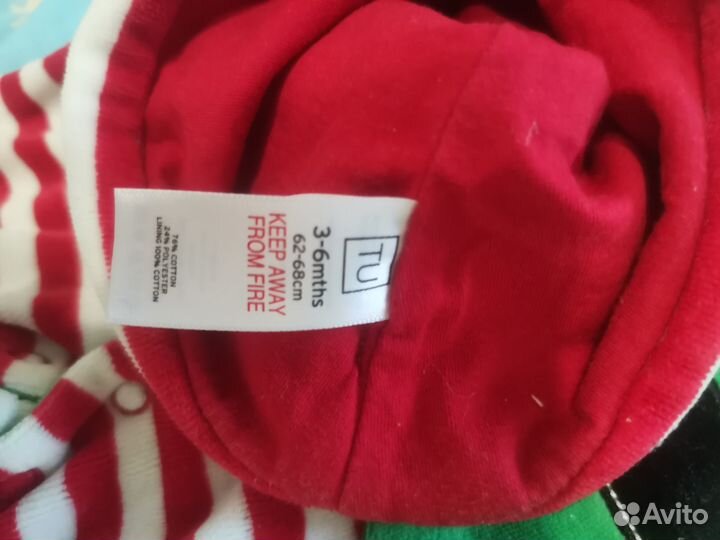 TU
3-6mths
62-68cm
KEEP AWAY
FROM FIRE
76% COTTON
24% POLYESTER
LINING 100% COTTON
Avito